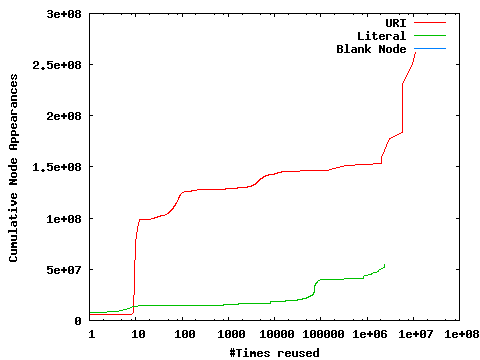 3e+08
2.5e+08
2e+08
1.5e+08
1e+08
5e+07
0
Cumulative Node Appearances
URI
Literal
Blank Node
1 10 100 1000 10000 100000 1e+06 1e+07 1e+08
#Times reused